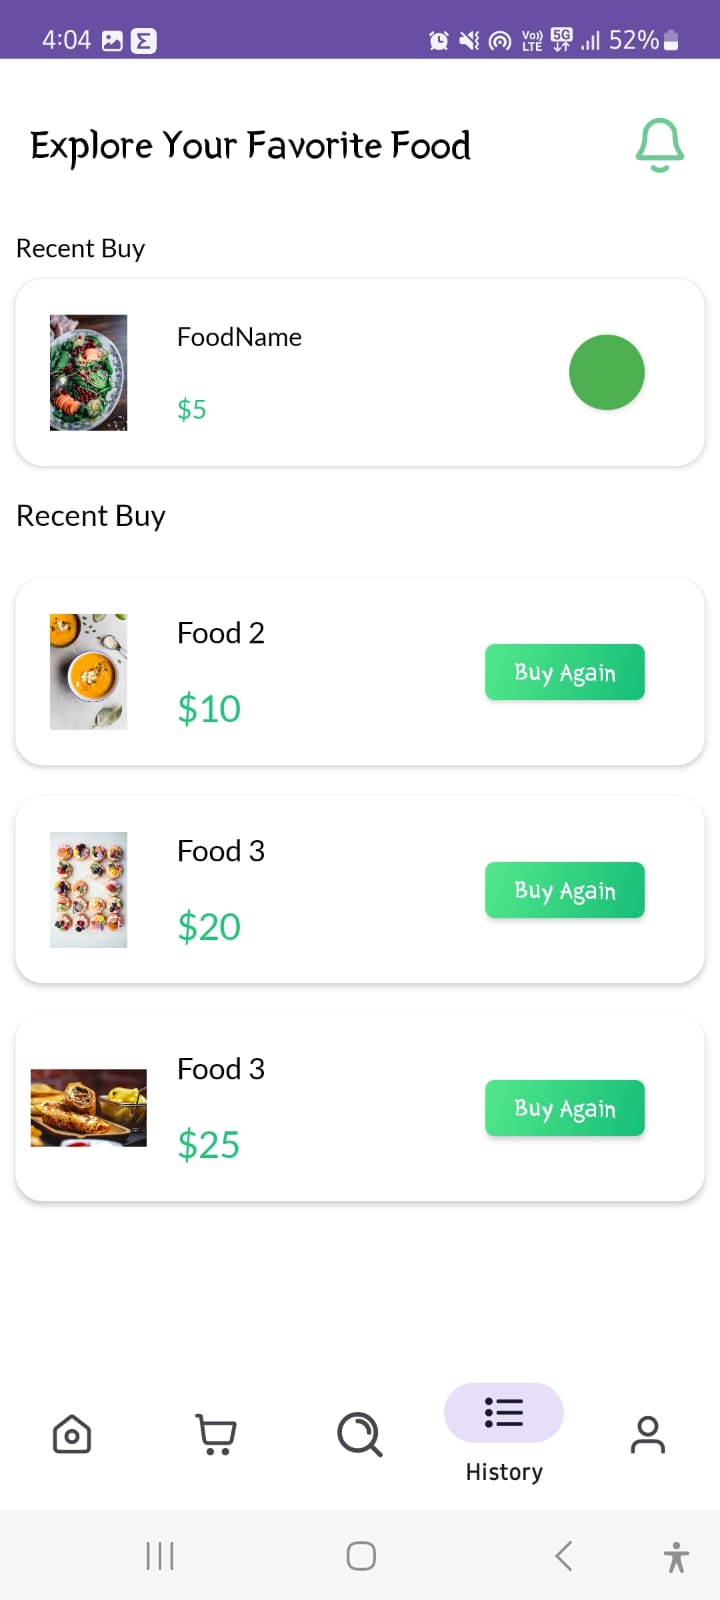 4:04 Σ Vo)) LTE 5G 52%
Explore Your Favorite Food
Recent Buy
FoodName
$5
Recent Buy
Food 2
$10
Buy Again
Food 3
$20
Buy Again
Food 3
$25
Buy Again
History